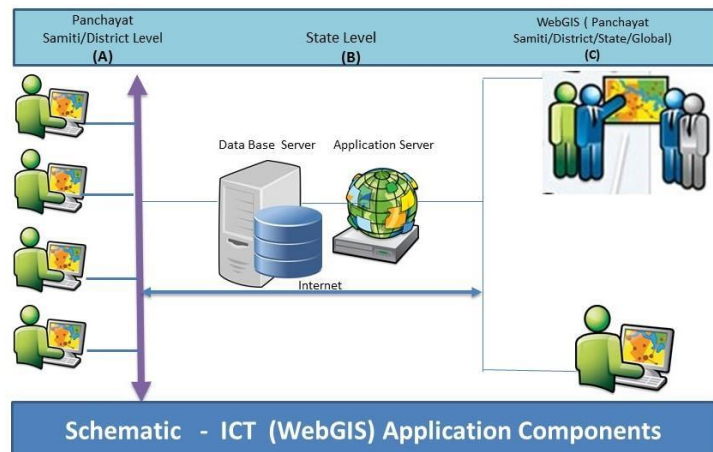 Panchayat
Samiti/District Level
(A)
State Level
(B)
WebGIS ( Panchayat
Samiti/District/State/Global)
(C)
Data Base Server
Application Server
Internet
Schematic - ICT (WebGIS) Application Components